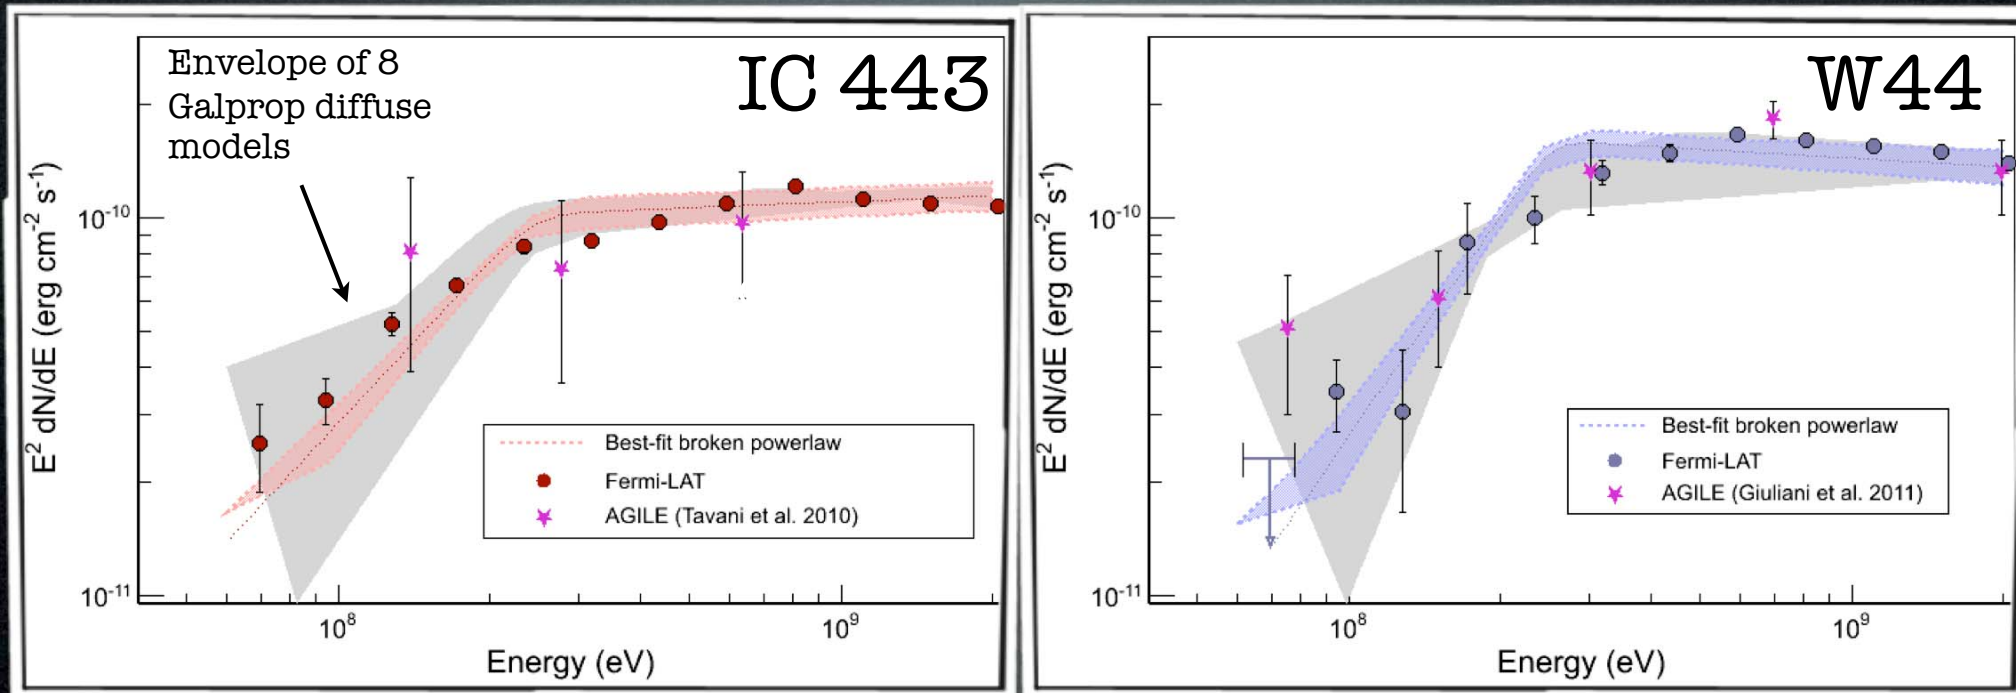 Envelope of 8
Galprop diffuse
models
IC 443
E² dN/dE (erg cm⁻² s⁻¹)
10⁻¹⁰
10⁻¹¹
Best-fit broken powerlaw
Fermi-LAT
AGILE (Tavani et al. 2010)
10⁸
10⁹
Energy (eV)
W44
E² dN/dE (erg cm⁻² s⁻¹)
10⁻¹⁰
10⁻¹¹
Best-fit broken powerlaw
Fermi-LAT
AGILE (Giuliani et al. 2011)
10⁸
10⁹
Energy (eV)